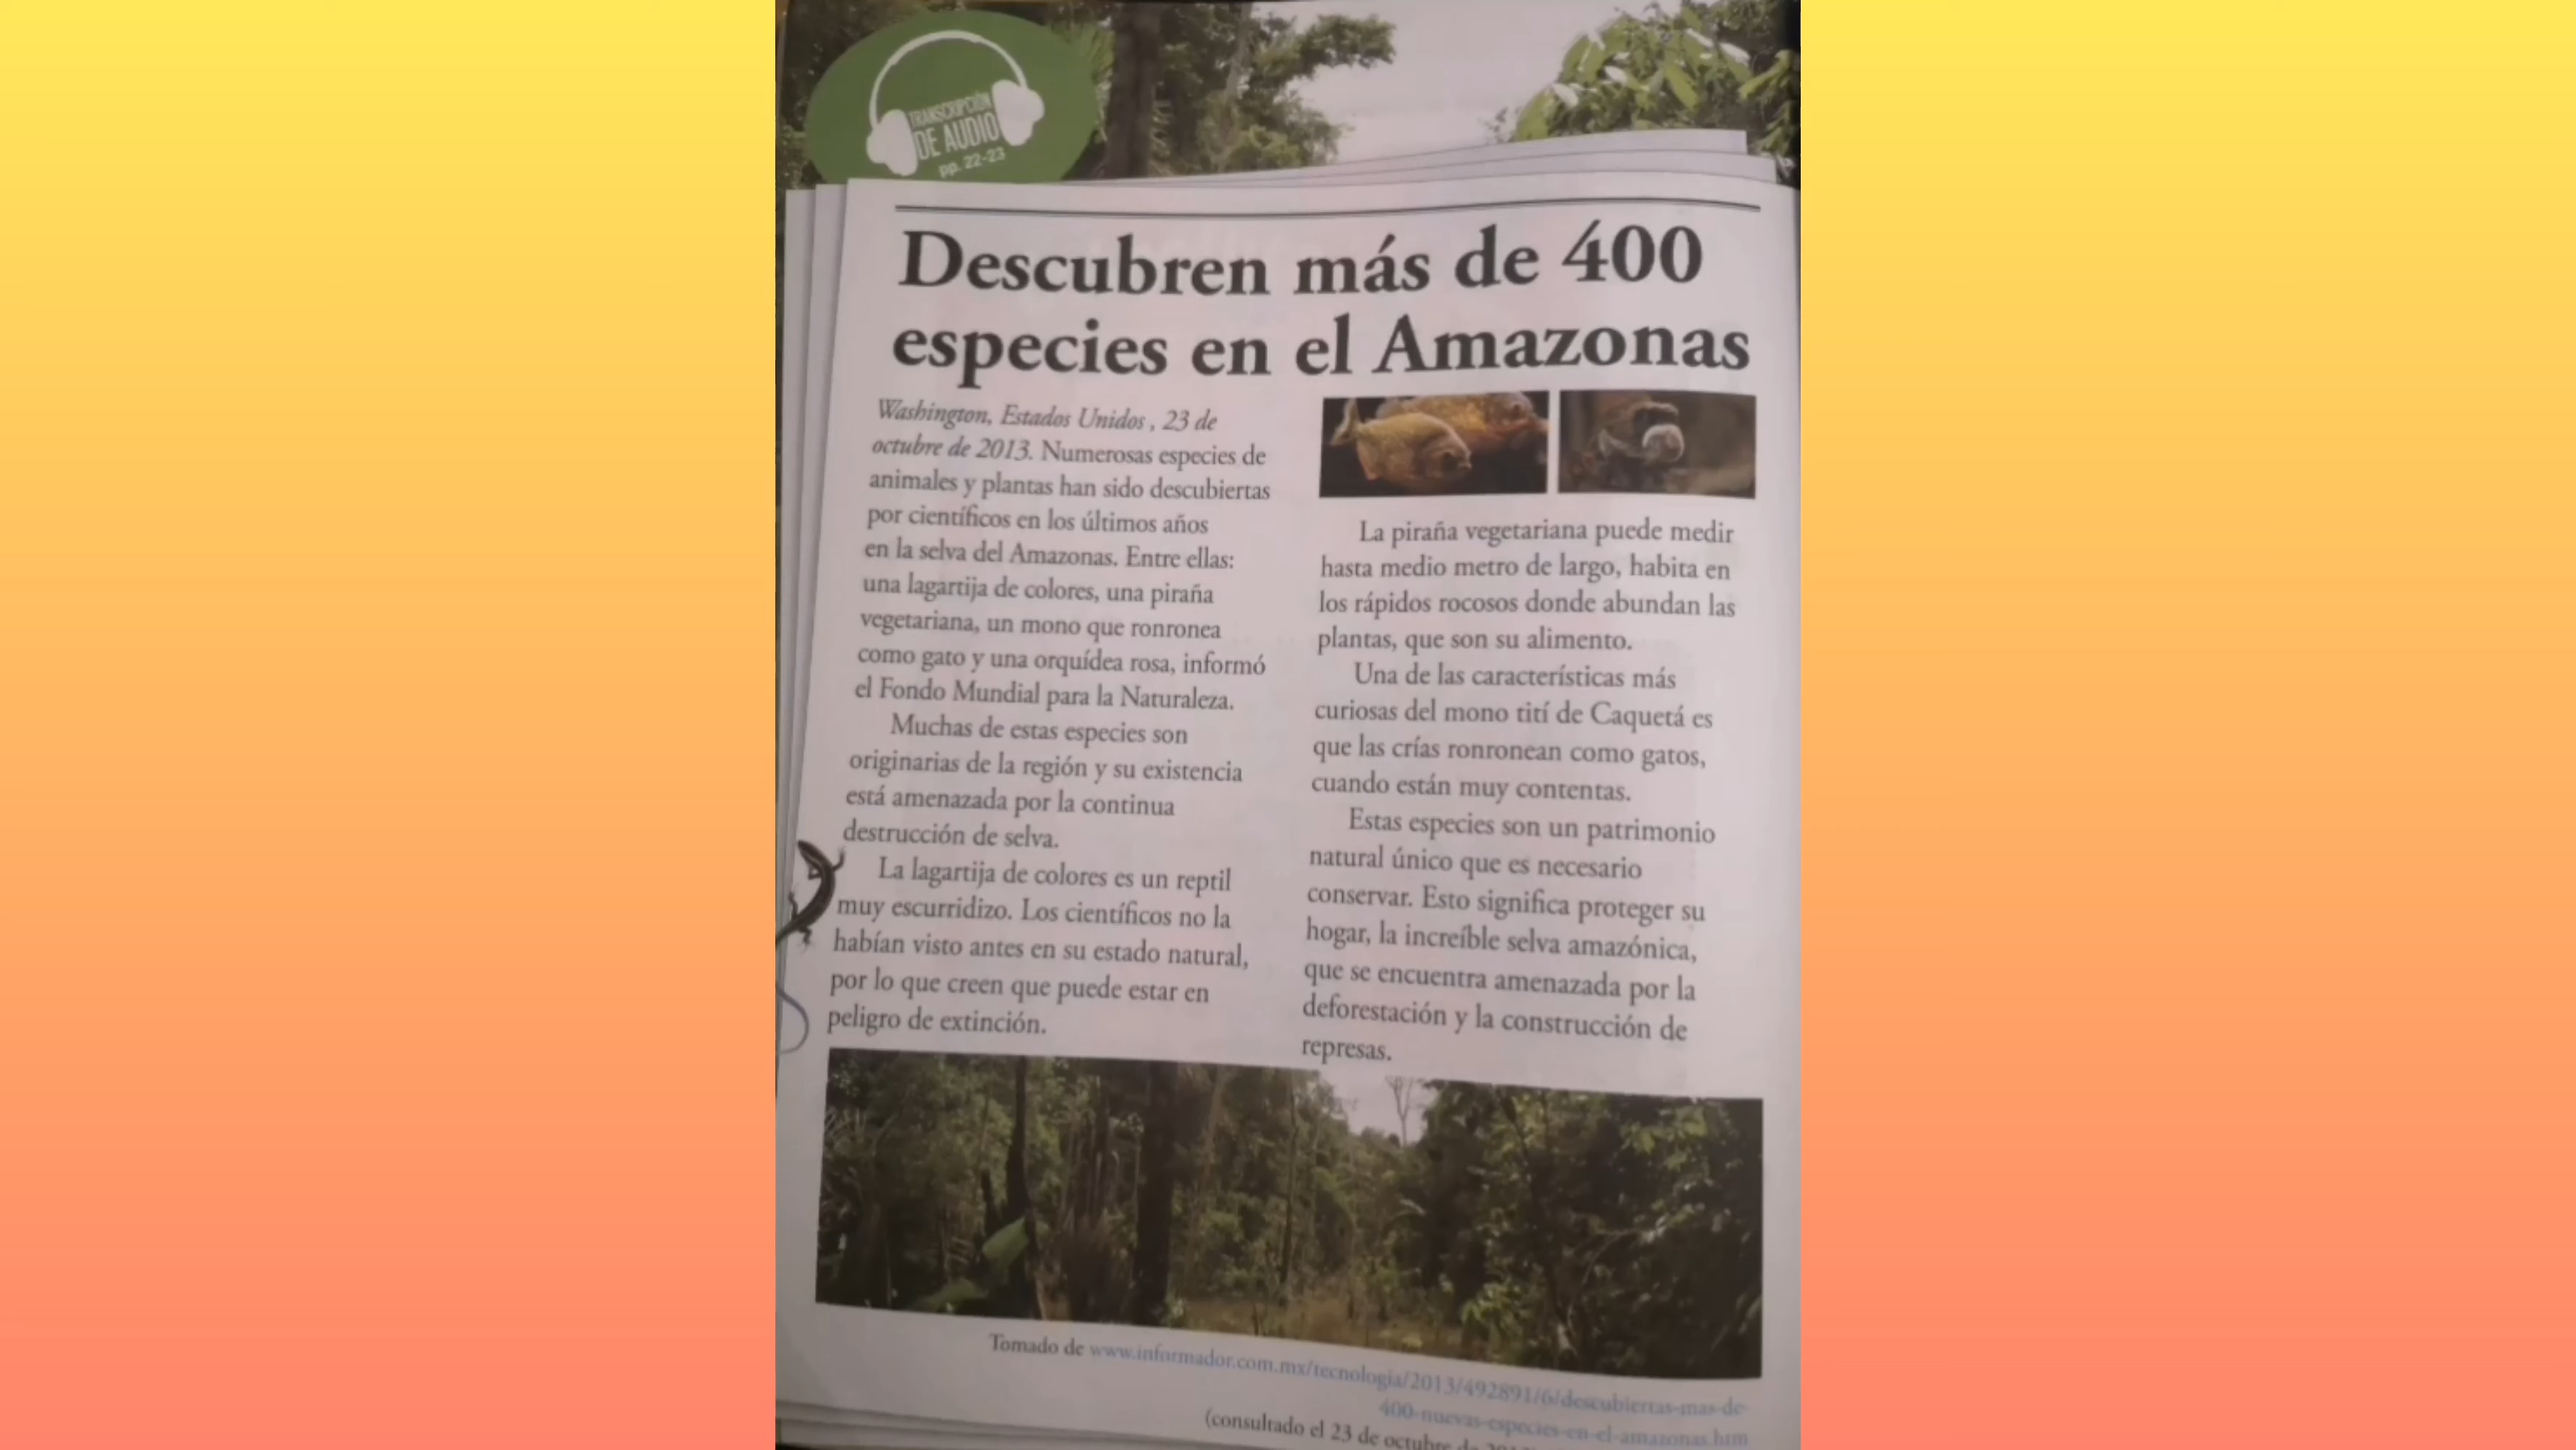 TRANSCRIPCIÓN
DE AUDIO
pp. 22-23
Descubren más de 400
especies en el Amazonas
Washington, Estados Unidos , 23 de
octubre de 2013. Numerosas especies de
animales y plantas han sido descubiertas
por científicos en los últimos años
en la selva del Amazonas. Entre ellas:
una lagartija de colores, una piraña
vegetariana, un mono que ronronea
como gato y una orquídea rosa, informó
el Fondo Mundial para la Naturaleza.
Muchas de estas especies son
originarias de la región y su existencia
está amenazada por la continua
destrucción de selva.
La lagartija de colores es un reptil
muy escurridizo. Los científicos no la
habían visto antes en su estado natural,
por lo que creen que puede estar en
peligro de extinción.
La piraña vegetariana puede medir
hasta medio metro de largo, habita en
los rápidos rocosos donde abundan las
plantas, que son su alimento.
Una de las características más
curiosas del mono tití de Caquetá es
que las crías ronronean como gatos,
cuando están muy contentas.
Estas especies son un patrimonio
natural único que es necesario
conservar. Esto significa proteger su
hogar, la increíble selva amazónica,
que se encuentra amenazada por la
deforestación y la construcción de
represas.
Tomado de www.informador.com.mx/tecnologia/2013/492891/6/descubiertas-mas-de-
400-nuevas-especies-en-el-amazonas.htm
(consultado el 23 de octubre de